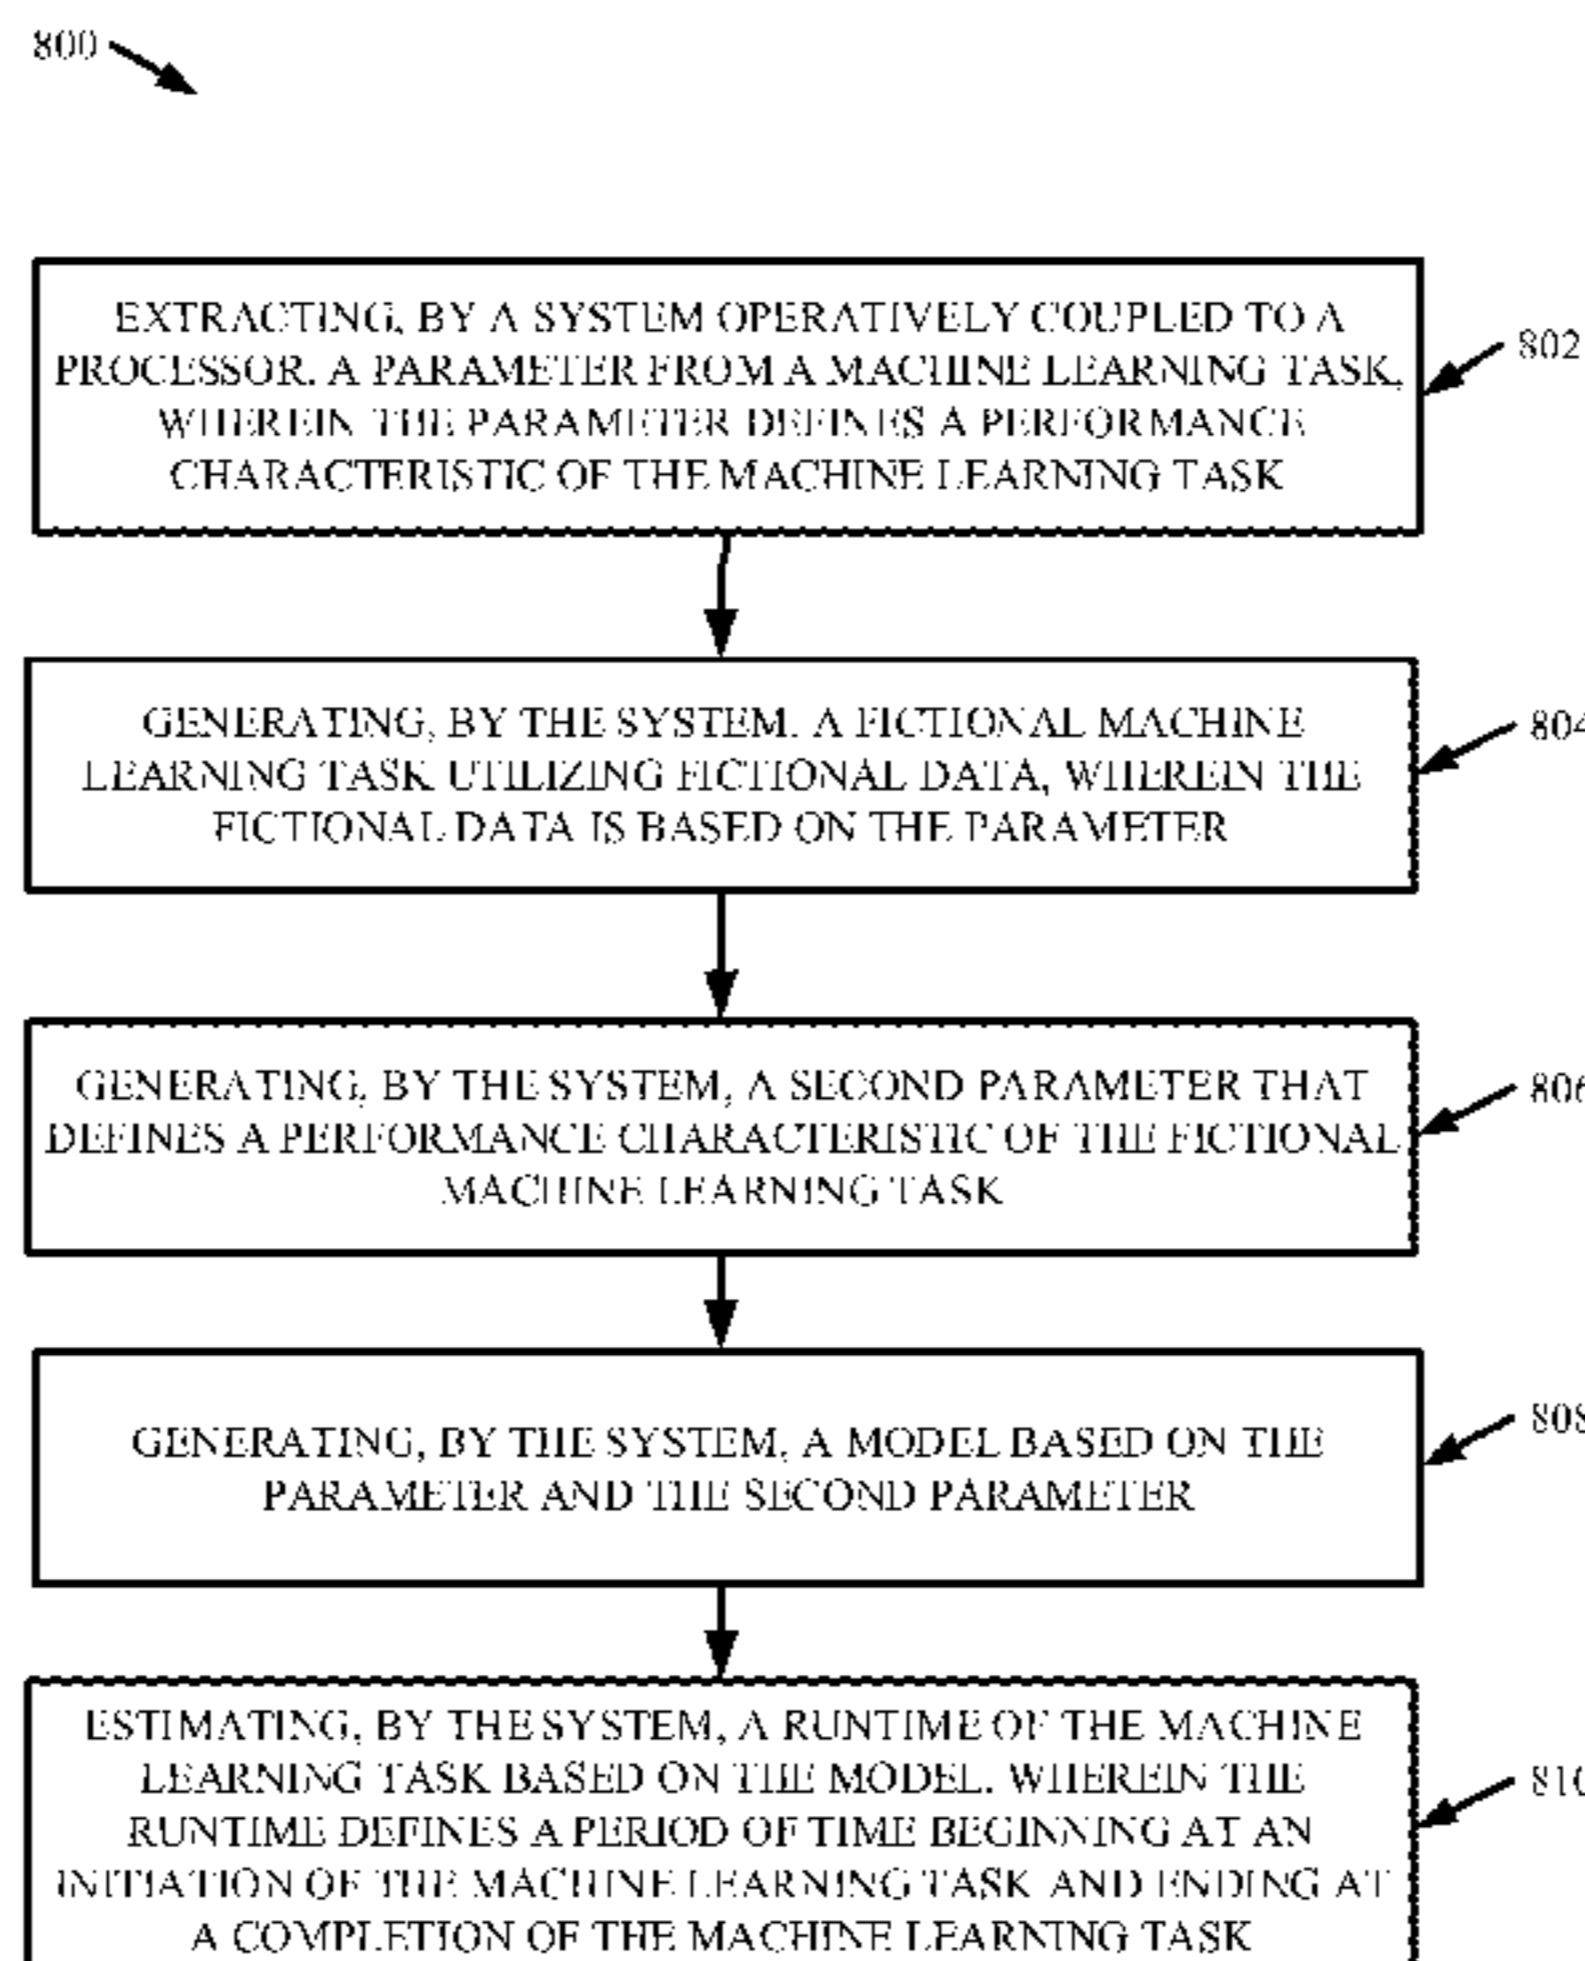 800
EXTRACTING, BY A SYSTEM OPERATIVELY COUPLED TO A
PROCESSOR, A PARAMETER FROM A MACHINE LEARNING TASK,
WHEREIN THE PARAMETER DEFINES A PERFORMANCE
CHARACTERISTIC OF THE MACHINE LEARNING TASK
802
GENERATING, BY THE SYSTEM, A FICTIONAL MACHINE
LEARNING TASK UTILIZING FICTIONAL DATA, WHEREIN THE
FICTIONAL DATA IS BASED ON THE PARAMETER
804
GENERATING, BY THE SYSTEM, A SECOND PARAMETER THAT
DEFINES A PERFORMANCE CHARACTERISTIC OF THE FICTIONAL
MACHINE LEARNING TASK
806
GENERATING, BY THE SYSTEM, A MODEL BASED ON THE
PARAMETER AND THE SECOND PARAMETER
808
ESTIMATING, BY THE SYSTEM, A RUNTIME OF THE MACHINE
LEARNING TASK BASED ON THE MODEL, WHEREIN THE
RUNTIME DEFINES A PERIOD OF TIME BEGINNING AT AN
INITIATION OF THE MACHINE LEARNING TASK AND ENDING AT
A COMPLETION OF THE MACHINE LEARNING TASK
810